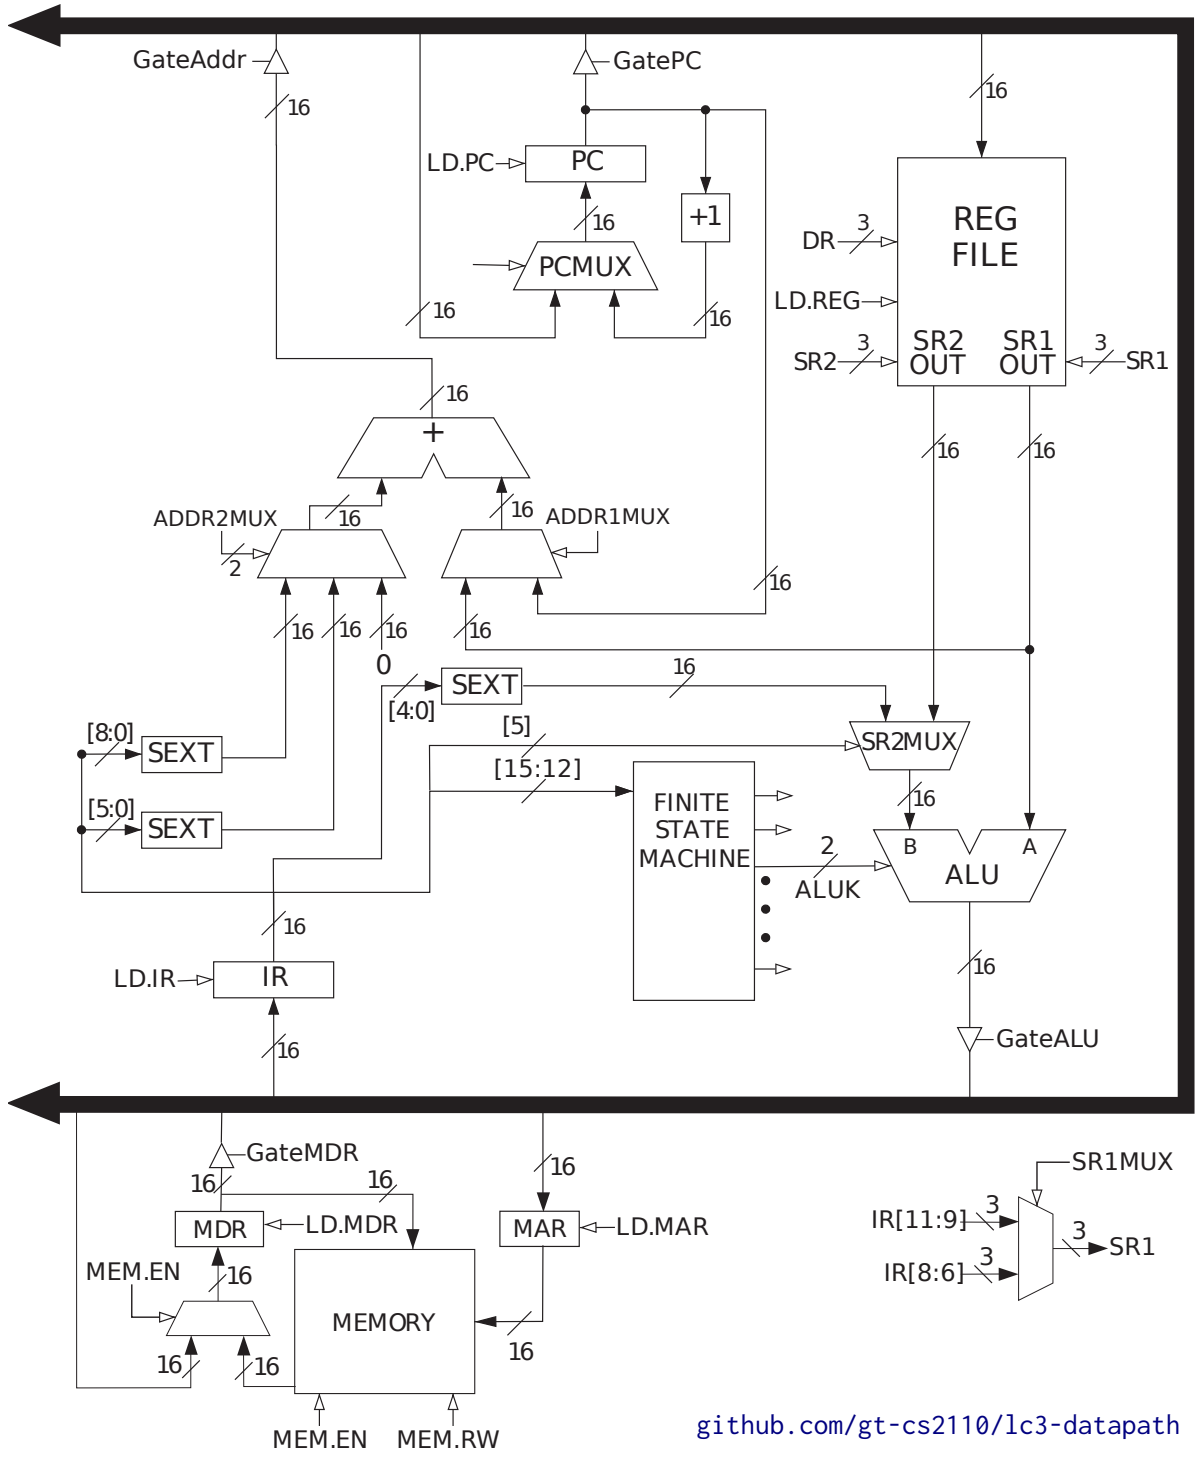 GateAddr
GatePC
16
16
LD.PC
PC
+1
16
PCMUX
16
16
REG
FILE
DR
3
LD.REG
SR2
3
SR2
OUT
SR1
OUT
3
SR1
16
+
16
16
ADDR2MUX
2
16
16
ADDR1MUX
16
16
16
16
0
16
[4:0]
SEXT
16
[8:0]
SEXT
[5]
SR2MUX
[15:12]
16
[5:0]
SEXT
FINITE
STATE
MACHINE
2
ALUK
B
A
ALU
16
16
LD.IR
IR
16
GateALU
GateMDR
16
16
16
MDR
LD.MDR
MAR
LD.MAR
MEM.EN
16
MEMORY
16
16
16
MEM.EN
MEM.RW
SR1MUX
IR[11:9]
3
3
SR1
IR[8:6]
3
github.com/gt-cs2110/lc3-datapath